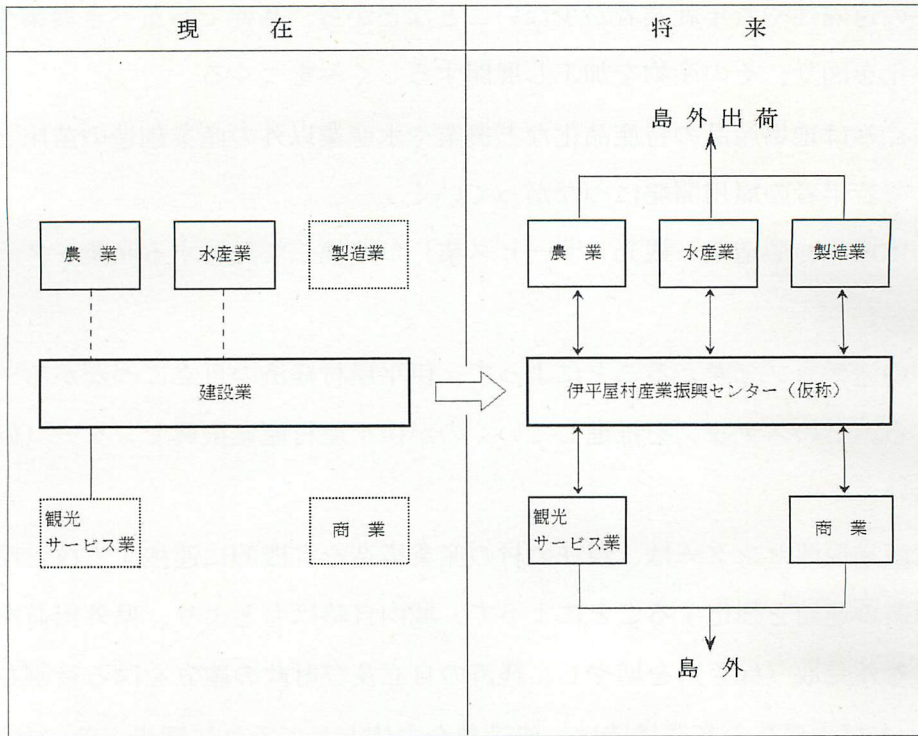 現 在
将 来
島外出荷
農 業
水産業
製造業
農 業
水産業
製造業
建設業
伊平屋村産業振興センター（仮称）
観光
サービス業
商 業
観光
サービス業
商 業
島 外